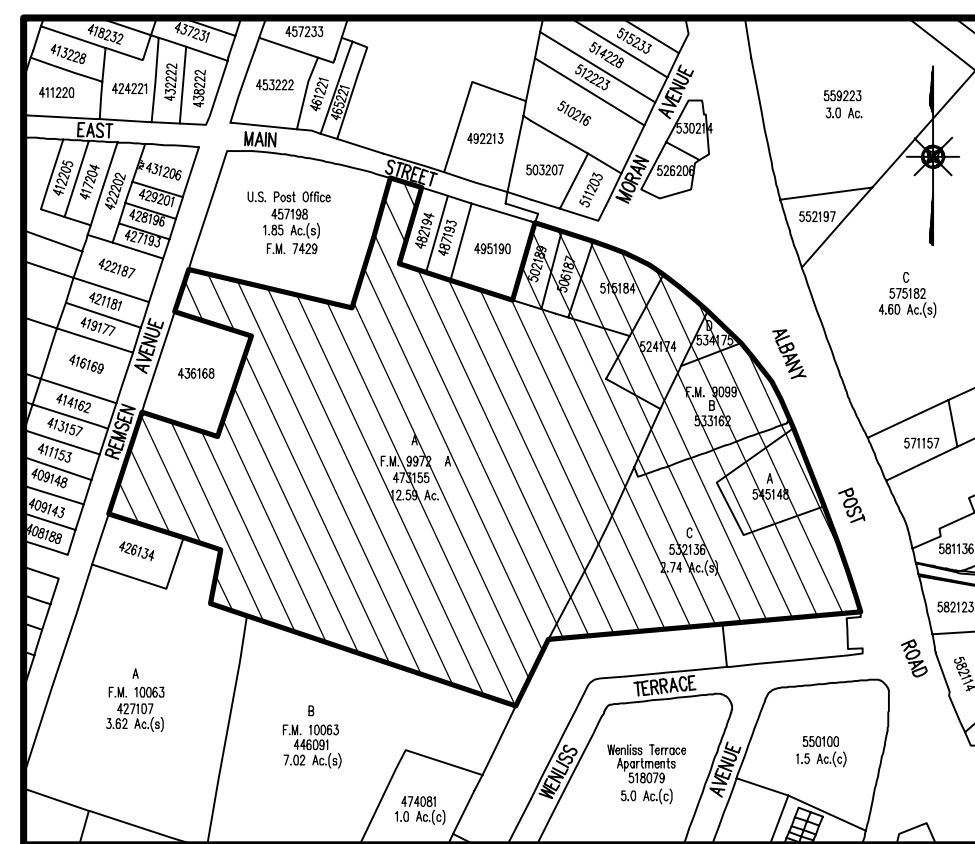 418232
437231
457233
515233
413228
424221
432222
438222
453222
461221
465221
514228
512223
411220
510216
492213
559223
3.0 Ac.
EAST
MAIN
STREET
MORAN
AVENUE
530214
526206
503207
511203
412205
417204
422202
431206
429201
428196
427193
U.S. Post Office
457198
1.85 Ac.(s)
F.M. 7429
482194
487193
495190
502189
506187
515184
552197
C
575182
4.60 Ac.(s)
422187
421181
419177
416169
414162
413157
411153
409148
409143
408188
REMSEN
AVENUE
436168
524174
D
534175
F.M. 9099
B
533162
ALBANY
POST
ROAD
A
F.M. 9972 A
473155
12.59 Ac.
A
545148
571157
C
532136
2.74 Ac.(s)
581136
582123
582114
426134
A
F.M. 10063
427107
3.62 Ac.(s)
B
F.M. 10063
446091
7.02 Ac.(s)
WENLISS
TERRACE
AVENUE
Wenliss Terrace
Apartments
518079
5.0 Ac.(c)
550100
1.5 Ac.(c)
474081
1.0 Ac.(c)